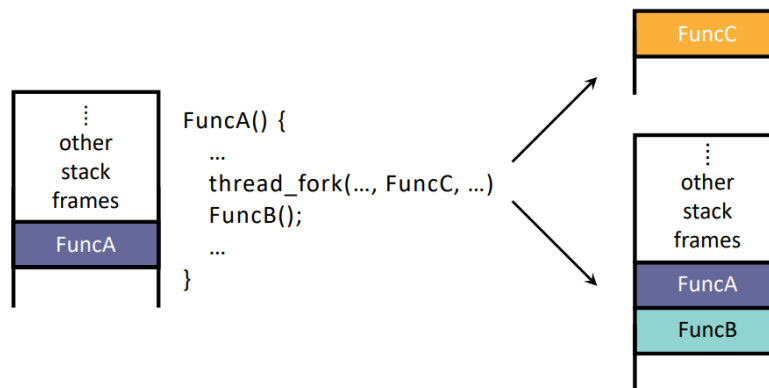 ⋮
other
stack
frames
FuncA
FuncA() {
…
thread_fork(…, FuncC, …)
FuncB();
…
}
FuncC
⋮
other
stack
frames
FuncA
FuncB